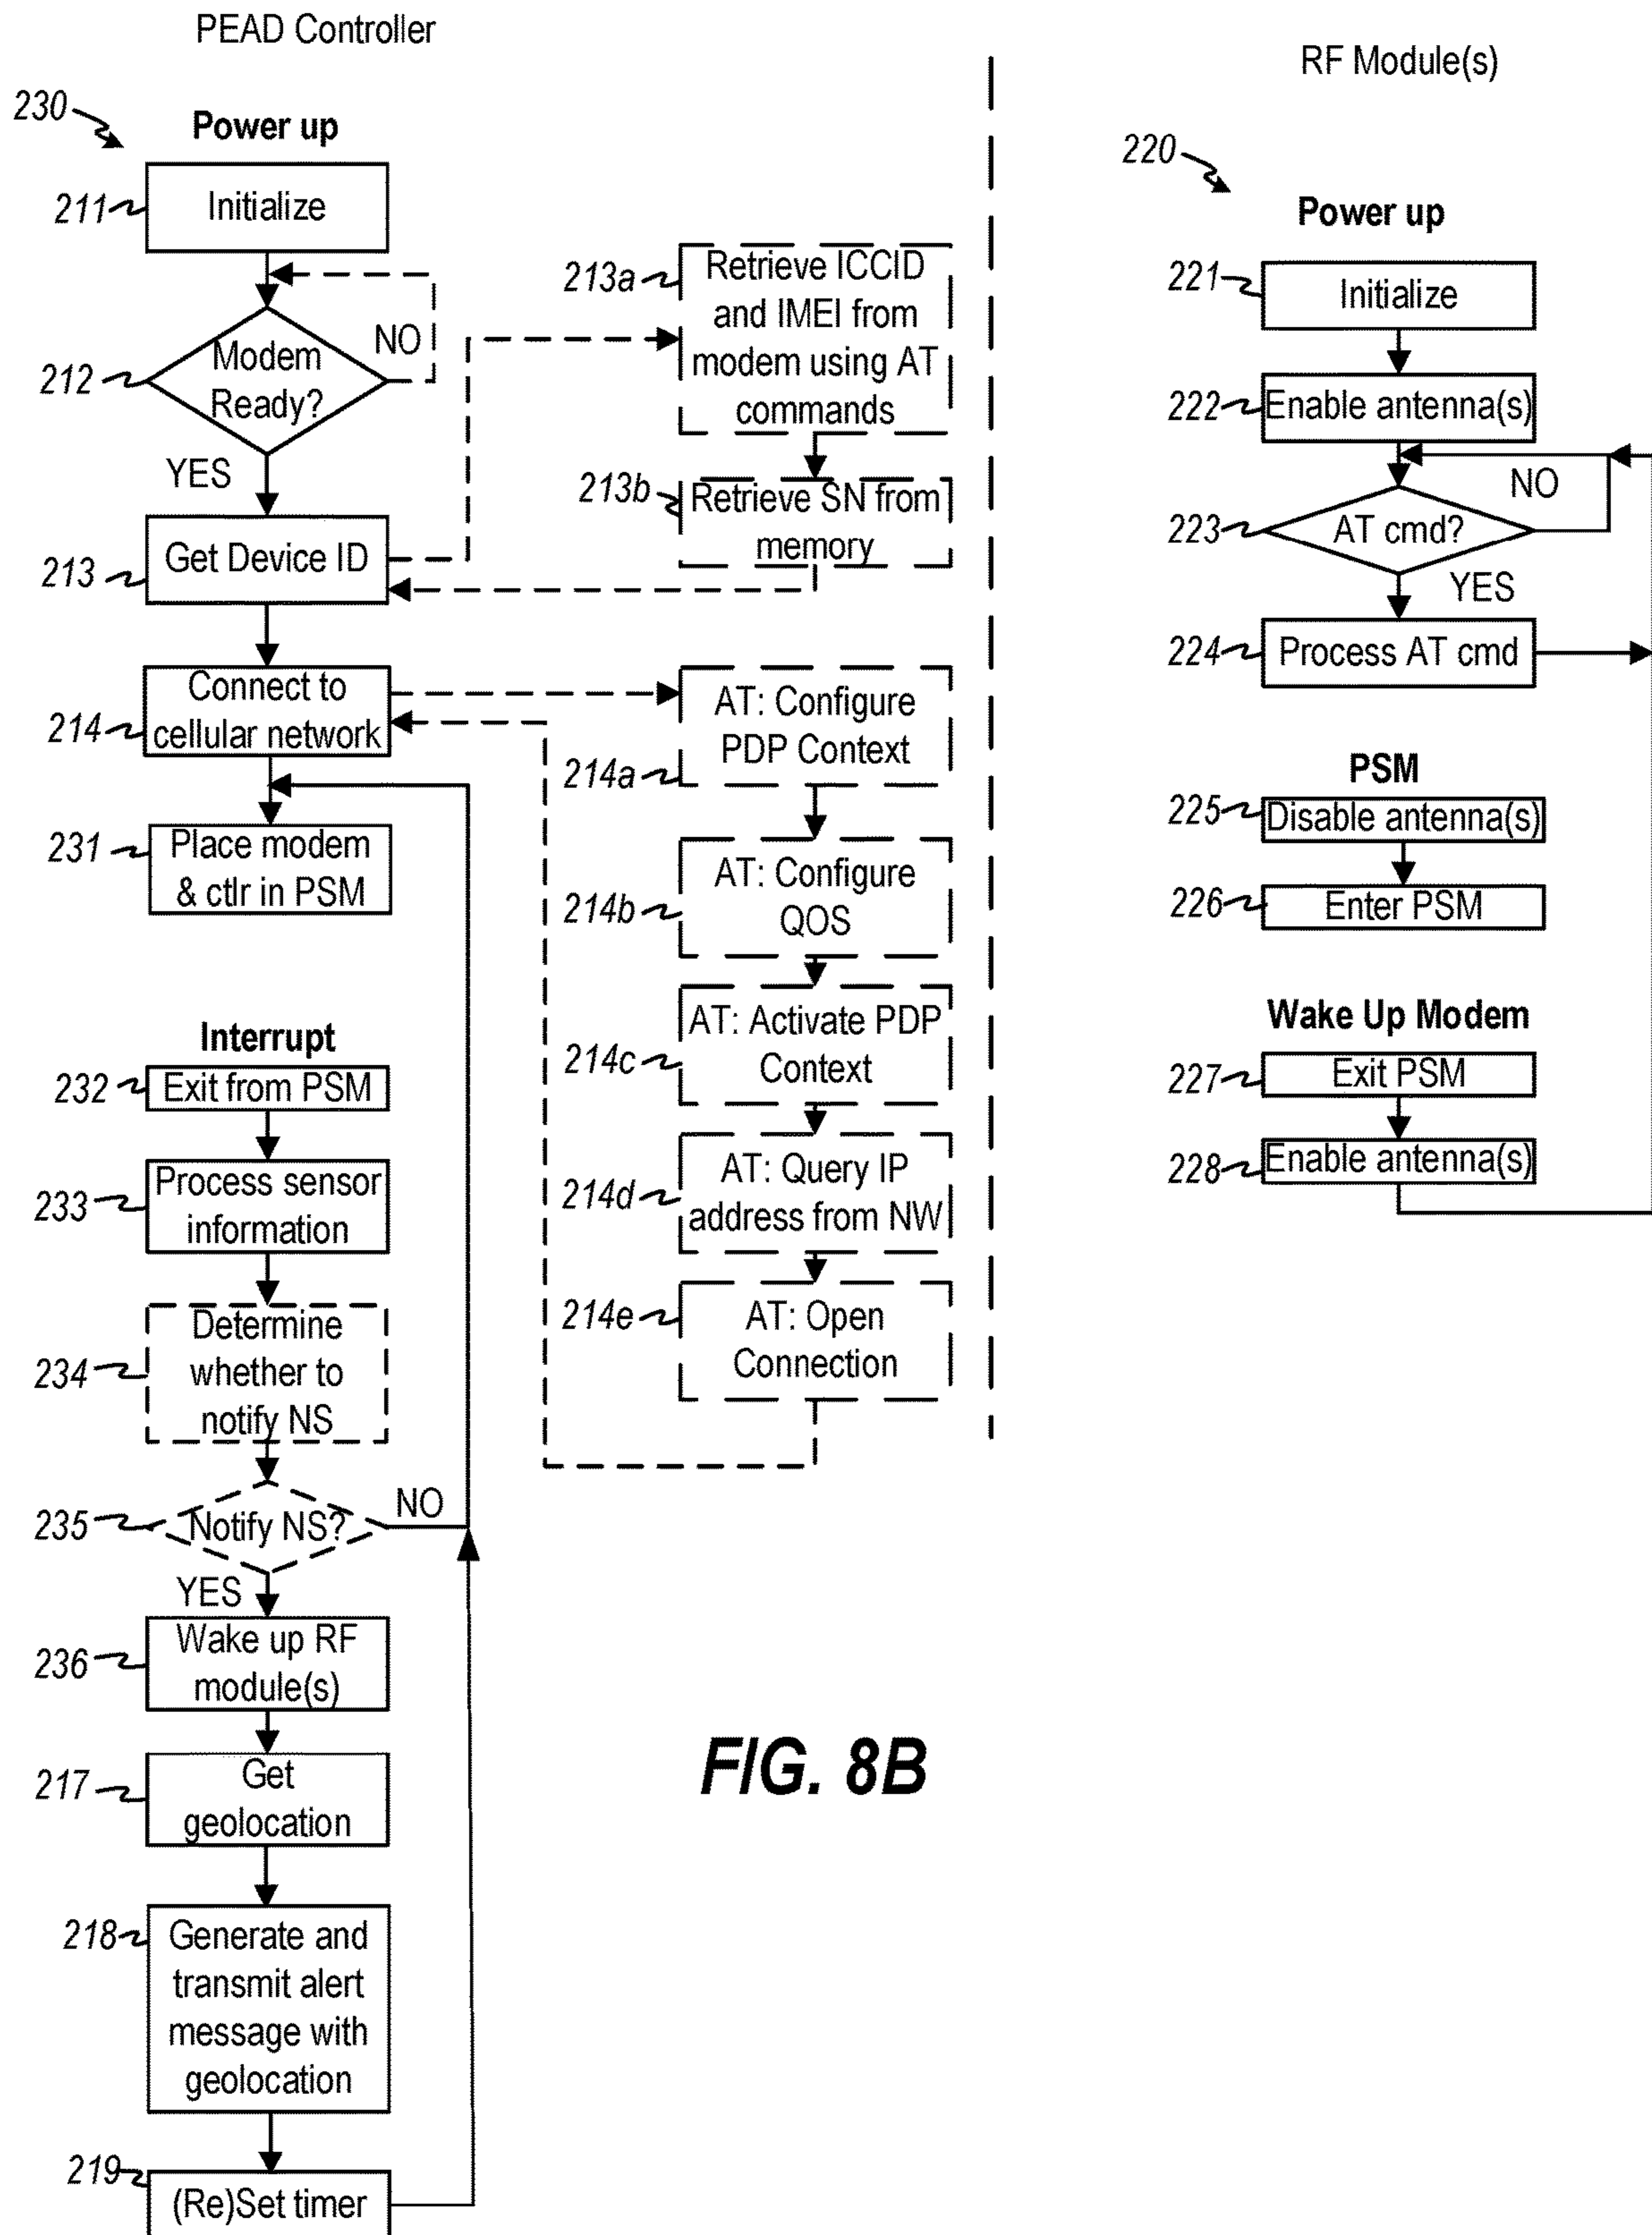 PEAD Controller
230
Power up
211
Initialize
212
Modem
Ready?
NO
YES
213
Get Device ID
213a
Retrieve ICCID
and IMEI from
modem using AT
commands
213b
Retrieve SN from
memory
214
Connect to
cellular network
214a
AT: Configure
PDP Context
214b
AT: Configure
QOS
214c
AT: Activate PDP
Context
214d
AT: Query IP
address from NW
214e
AT: Open
Connection
231
Place modem
& ctlr in PSM
Interrupt
232
Exit from PSM
233
Process sensor
information
234
Determine
whether to
notify NS
235
Notify NS?
NO
YES
236
Wake up RF
module(s)
217
Get
geolocation
218
Generate and
transmit alert
message with
geolocation
219
(Re)Set timer
RF Module(s)
220
Power up
221
Initialize
222
Enable antenna(s)
223
AT cmd?
NO
YES
224
Process AT cmd
PSM
225
Disable antenna(s)
226
Enter PSM
Wake Up Modem
227
Exit PSM
228
Enable antenna(s)
FIG. 8B